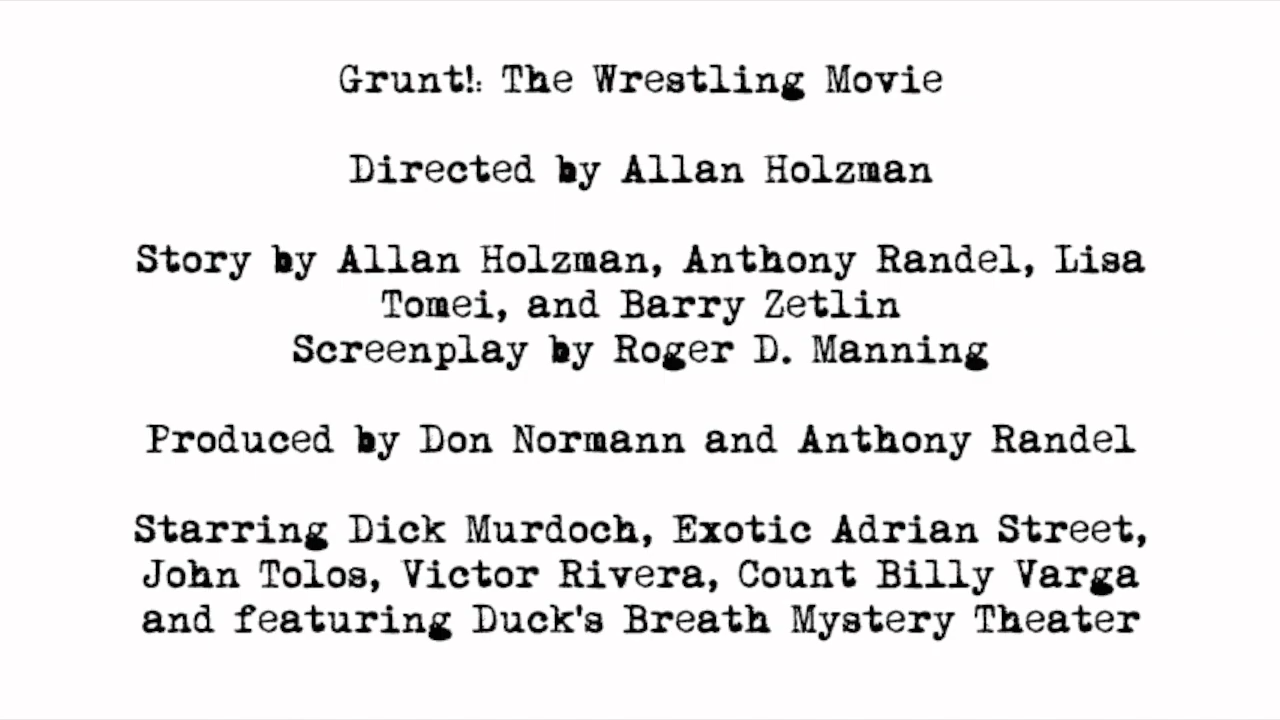 Grunt!: The Wrestling Movie
Directed by Allan Holzman
Story by Allan Holzman, Anthony Randel, Lisa
Tomei, and Barry Zetlin
Screenplay by Roger D. Manning
Produced by Don Normann and Anthony Randel
Starring Dick Murdoch, Exotic Adrian Street,
John Tolos, Victor Rivera, Count Billy Varga
and featuring Duck's Breath Mystery Theater